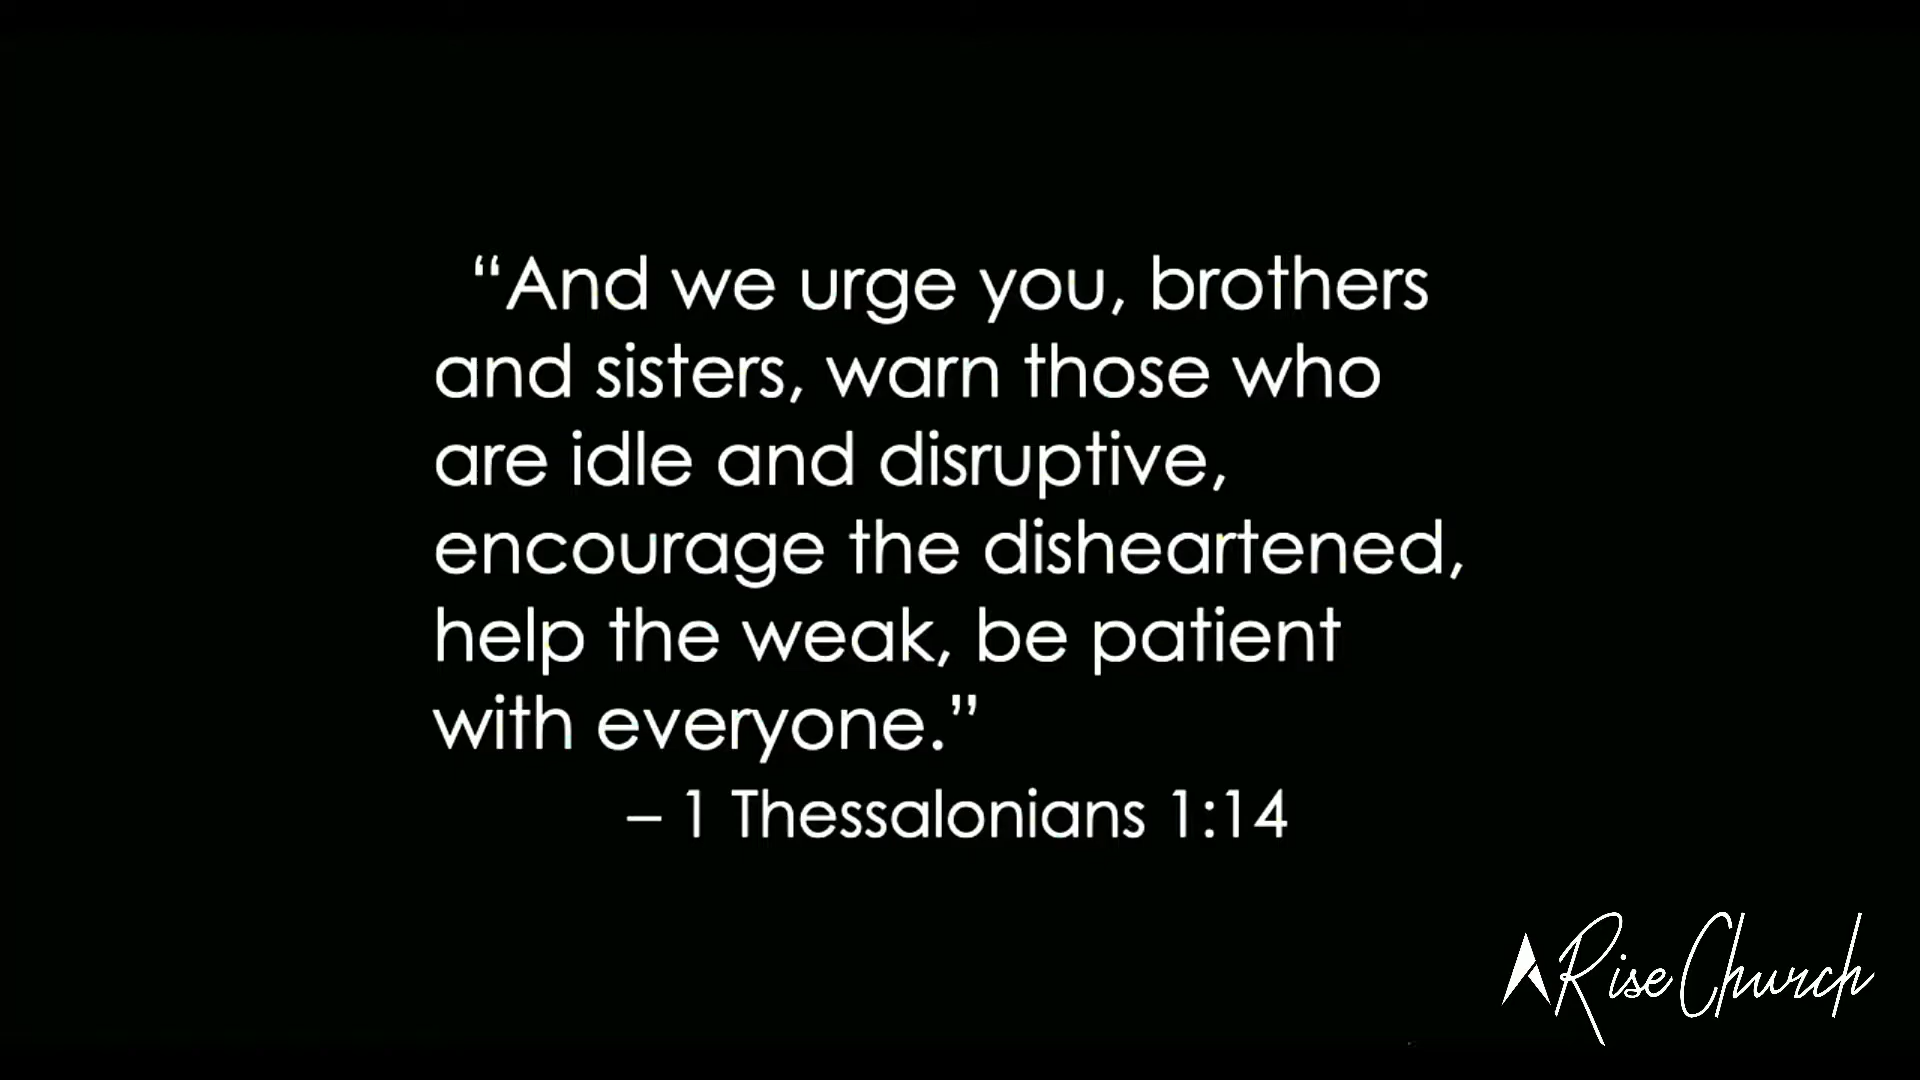 “And we urge you, brothers
and sisters, warn those who
are idle and disruptive,
encourage the disheartened,
help the weak, be patient
with everyone.”
– 1 Thessalonians 1:14
ARise Church